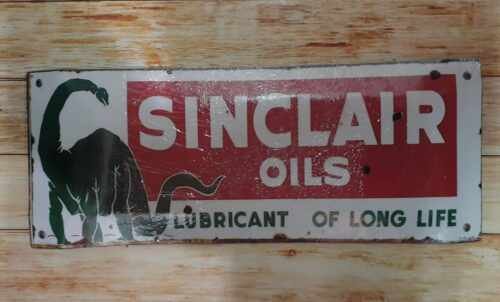 SINCLAIR
OILS
LUBRICANT OF LONG LIFE